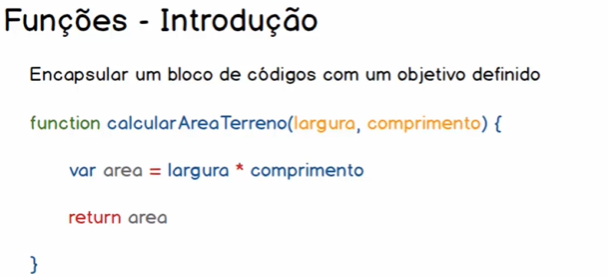 Funções - Introdução
Encapsular um bloco de códigos com um objetivo definido
function calcularAreaTerreno(largura, comprimento) {
var area = largura * comprimento
return area
}